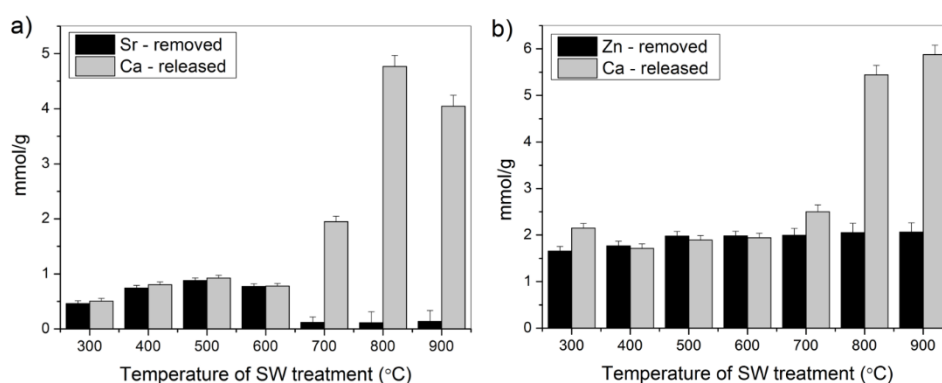 a)
Sr - removed
Ca - released
mmol/g
5
4
3
2
1
0
300 400 500 600 700 800 900
Temperature of SW treatment (°C)
b)
Zn - removed
Ca - released
mmol/g
6
5
4
3
2
1
0
300 400 500 600 700 800 900
Temperature of SW treatment (°C)